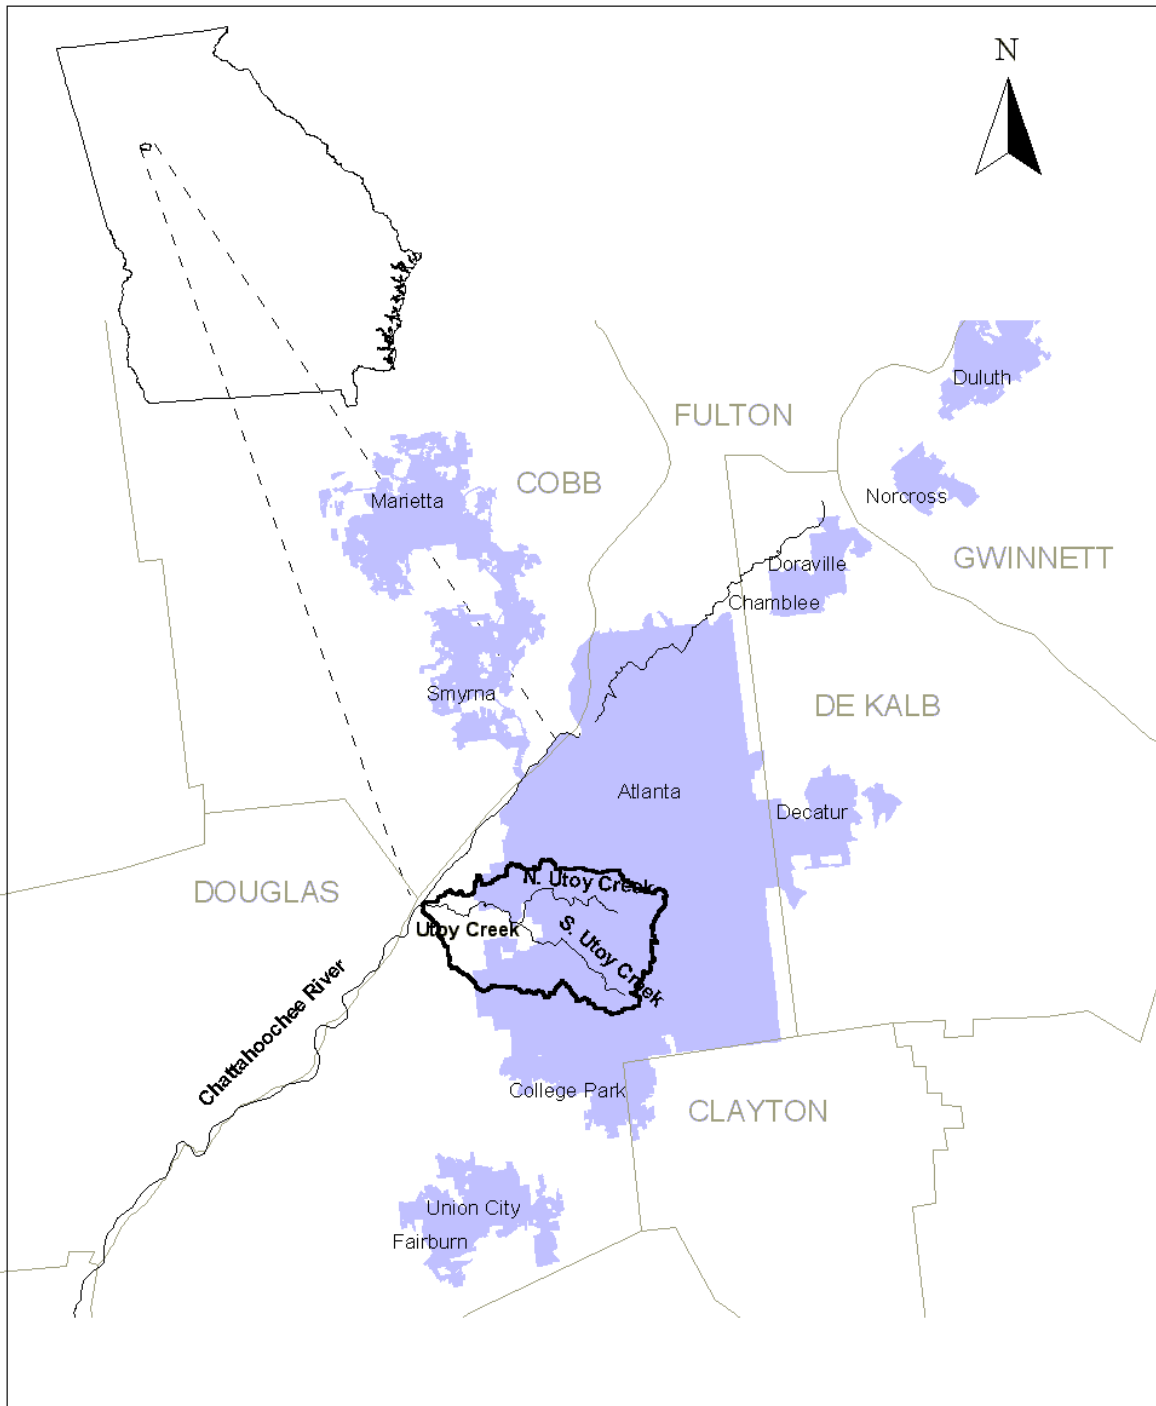 N
Duluth
FULTON
COBB
Marietta
Norcross
GWINNETT
Doraville
Chamblee
Smyrna
DE KALB
Atlanta
Decatur
DOUGLAS
N. Utoy Creek
Utoy Creek
S. Utoy Creek
Chattahoochee River
College Park
CLAYTON
Union City
Fairburn